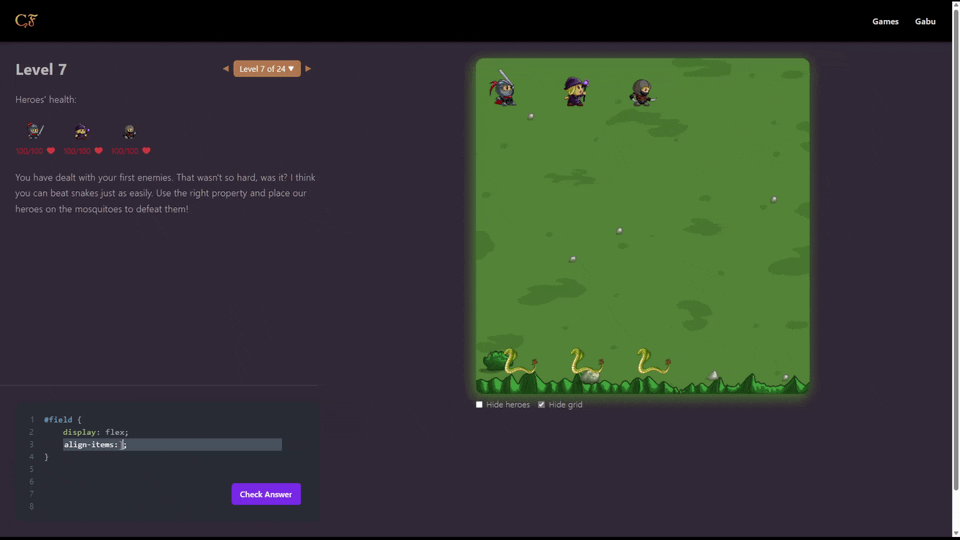 CF
Games
Gabu
Level 7
Level 7 of 24 ▼
Heroes' health:
100/100
100/100
100/100
You have dealt with your first enemies. That wasn't so hard, was it? I think
you can beat snakes just as easily. Use the right property and place our
heroes on the mosquitoes to defeat them!
Hide heroes
Hide grid
1 #field {
2 display: flex;
3 align-items: ;
4 }
5
6
7
8
Check Answer